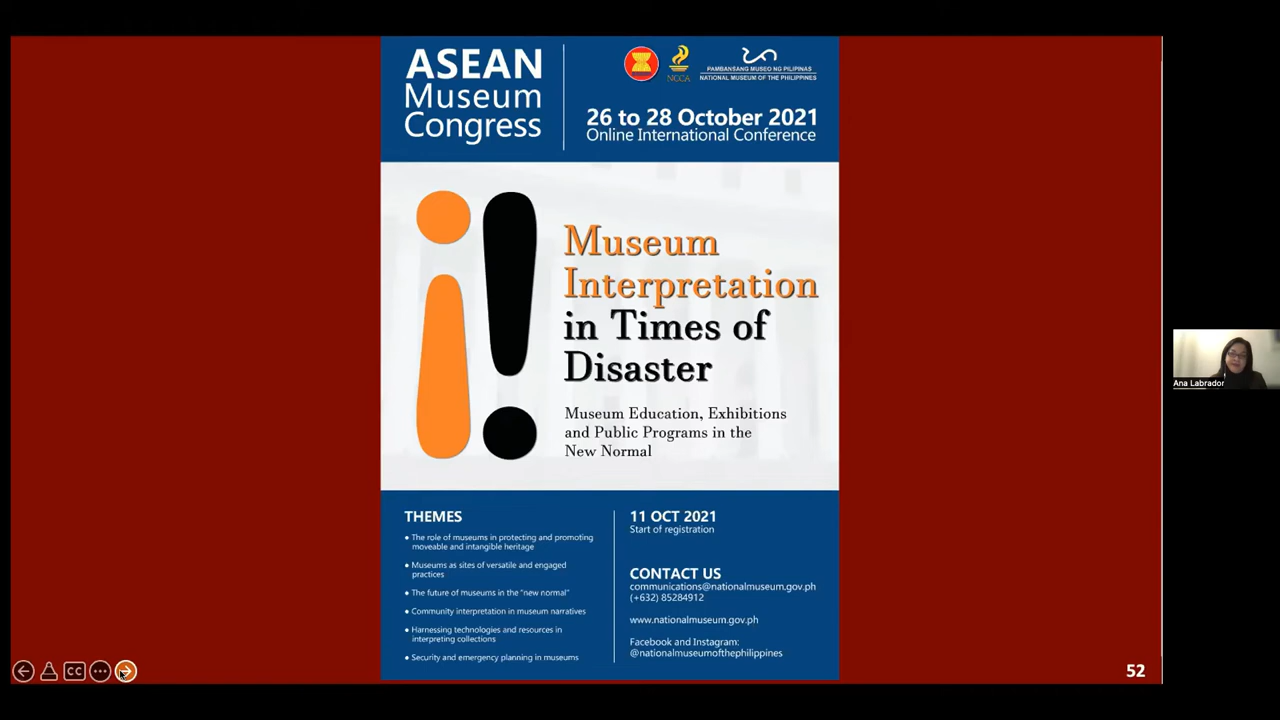 ASEAN
Museum
Congress
NCCA
PAMBANSANG MUSEO NG PILIPINAS
NATIONAL MUSEUM OF THE PHILIPPINES
26 to 28 October 2021
Online International Conference
Museum
Interpretation
in Times of
Disaster
Museum Education, Exhibitions
and Public Programs in the
New Normal
THEMES
• The role of museums in protecting and promoting
moveable and intangible heritage
• Museums as sites of versatile and engaged
practices
• The future of museums in the "new normal"
• Community interpretation in museum narratives
• Harnessing technologies and resources in
interpreting collections
• Security and emergency planning in museums
11 OCT 2021
Start of registration
CONTACT US
communications@nationalmuseum.gov.ph
(+632) 85284912
www.nationalmuseum.gov.ph
Facebook and Instagram:
@nationalmuseumofthephilippines
Ana Labrador
CC
52